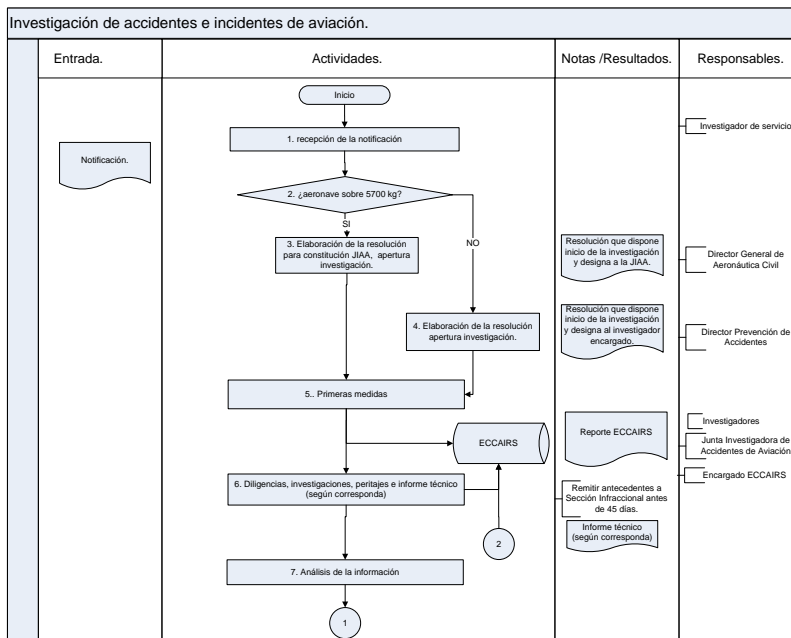 Investigación de accidentes e incidentes de aviación.
Entrada.
Actividades.
Notas /Resultados.
Responsables.
Inicio
1. recepción de la notificación
Investigador de servicio
Notificación.
2. ¿aeronave sobre 5700 kg?
SI
NO
3. Elaboración de la resolución
para constitución JIAA, apertura
investigación.
Resolución que dispone
inicio de la investigación
y designa a la JIAA.
Director General de
Aeronáutica Civil
4. Elaboración de la resolución
apertura investigación.
Resolución que dispone
inicio de la investigación
y designa al investigador
encargado.
Director Prevención de
Accidentes
5.. Primeras medidas
ECCAIRS
Reporte ECCAIRS
Investigadores
Junta Investigadora de
Accidentes de Aviación
Encargado ECCAIRS
6. Diligencias, investigaciones, peritajes e informe técnico
(según corresponda)
Remitir antecedentes a
Sección Infraccional antes
de 45 días.
2
Informe técnico
(según corresponda)
7. Análisis de la información
1